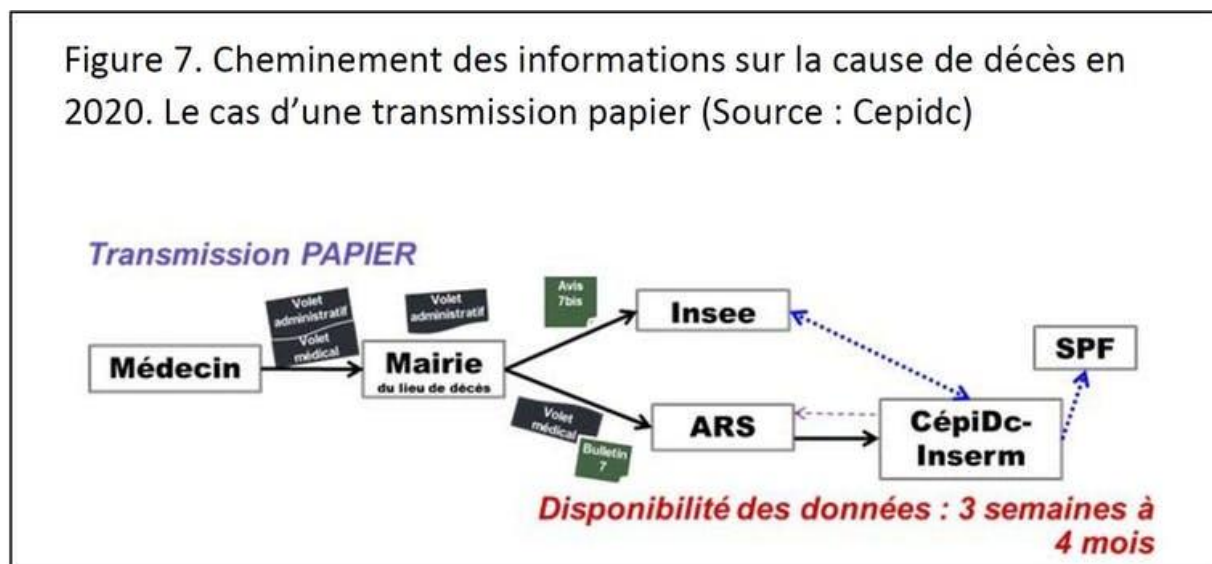 Figure 7. Cheminement des informations sur la cause de décès en
2020. Le cas d’une transmission papier (Source : Cepidc)
Transmission PAPIER
Volet
administratif
Volet
médical
Volet
administratif
Avis
7bis
Médecin
Mairie
du lieu de décès
Insee
SPF
Volet
médical
Bulletin
7
ARS
CépiDc-
Inserm
Disponibilité des données : 3 semaines à
4 mois